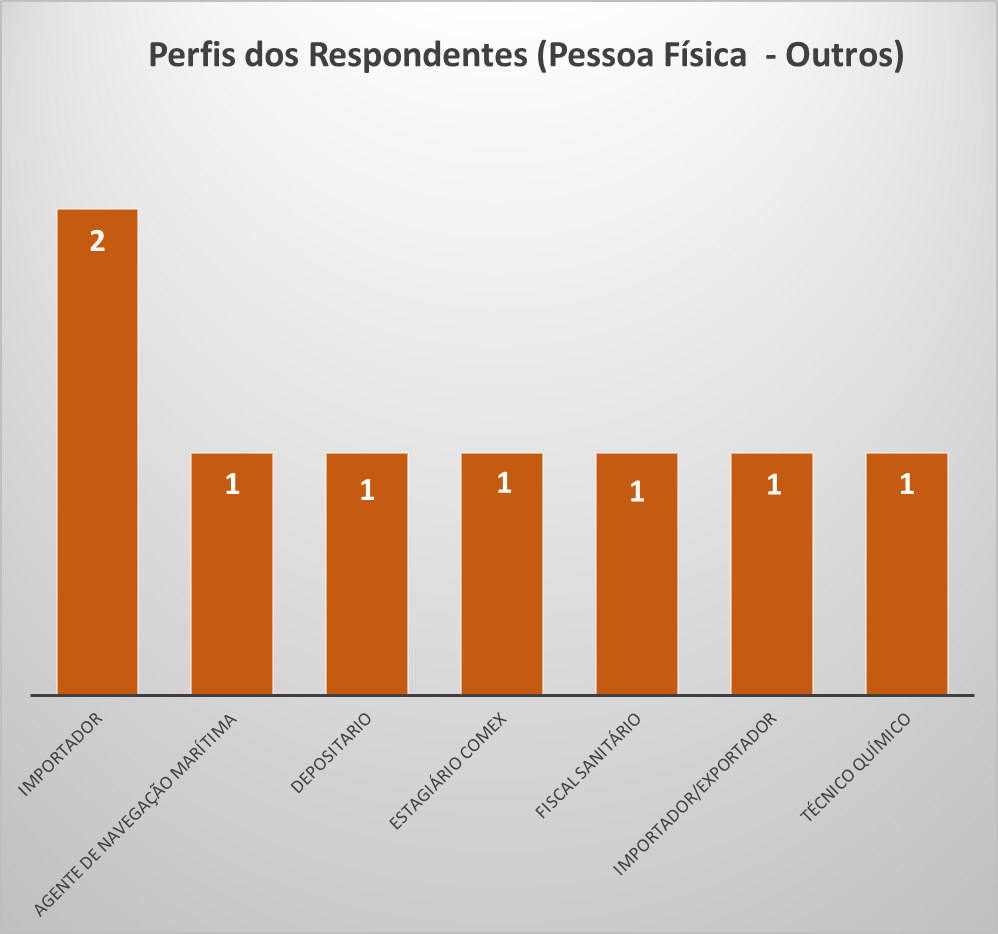 Perfis dos Respondentes (Pessoa Física  - Outros)
2
1
1
1
1
1
1
IMPORTADOR
AGENTE DE NAVEGAÇÃO MARÍTIMA
DEPOSITARIO
ESTAGIÁRIO COMEX
FISCAL SANITÁRIO
IMPORTADOR/EXPORTADOR
TÉCNICO QUÍMICO